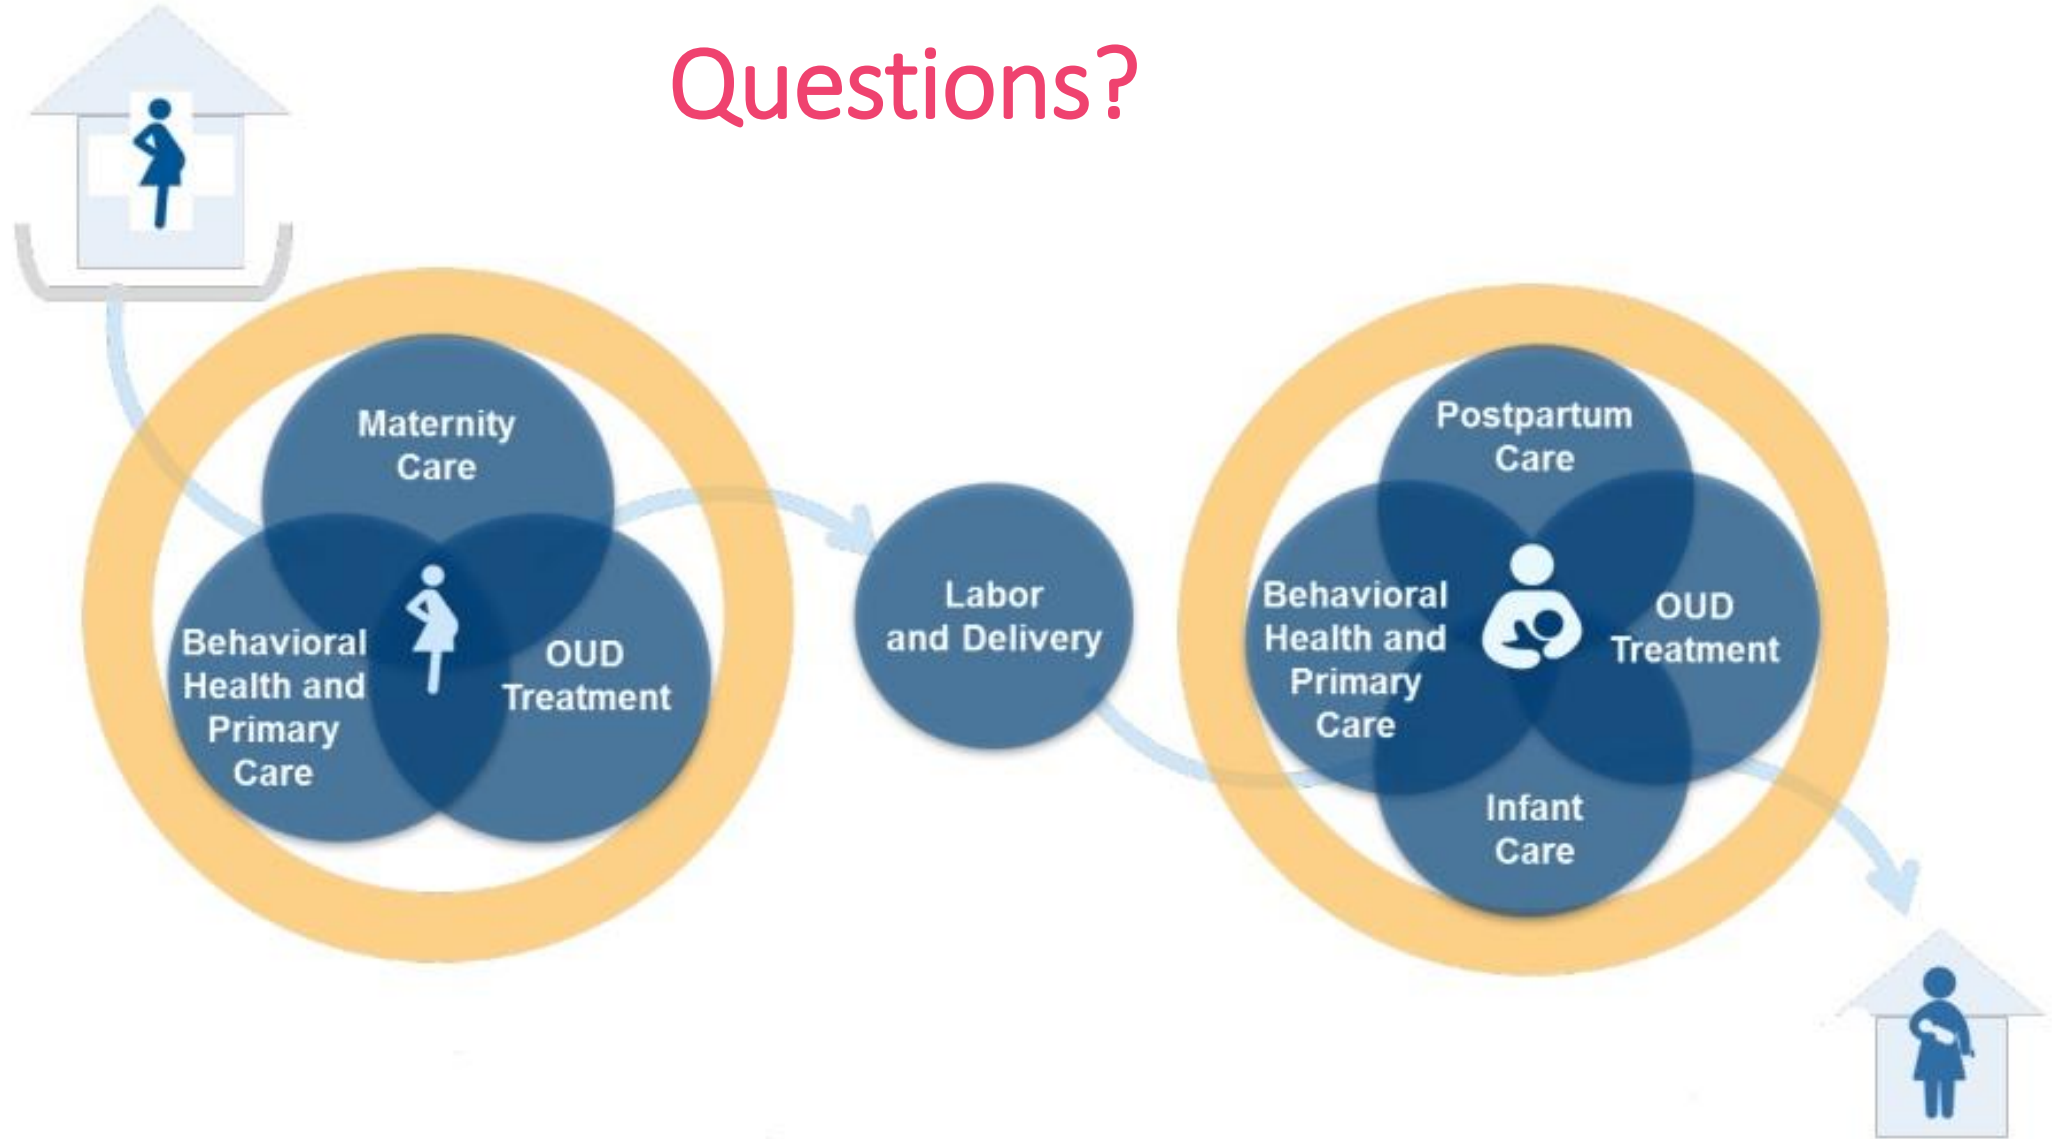 Questions?
Maternity
Care
Behavioral
Health and
Primary
Care
OUD
Treatment
Labor
and Delivery
Postpartum
Care
Behavioral
Health and
Primary
Care
OUD
Treatment
Infant
Care